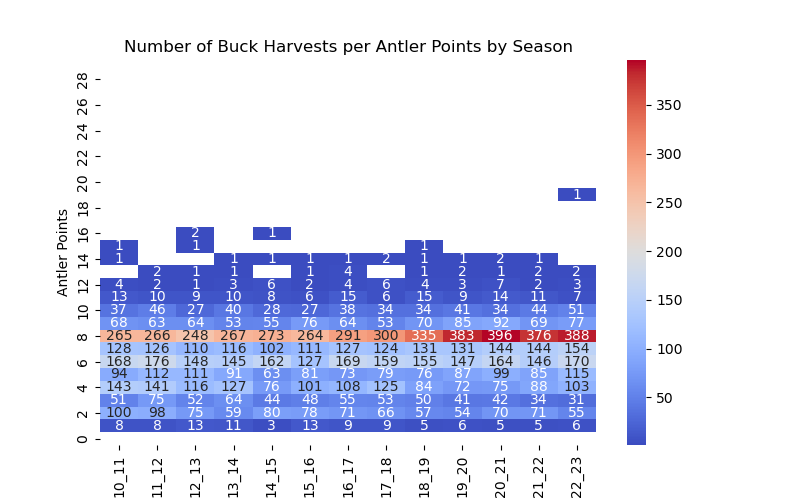 Number of Buck Harvests per Antler Points by Season
Antler Points
28
26
24
22
20
1
18
16 2 1
1 1 1
14 1 1 1 1 1 2 1 1 2 1
2 1 1 1 4 1 2 1 2 2
12 4 2 1 3 6 2 4 6 4 3 7 2 3
13 10 9 10 8 6 15 6 15 9 14 11 7
10 37 46 27 40 28 27 38 34 34 41 34 44 51
68 63 64 53 55 76 64 53 70 85 92 69 77
8 265 266 248 267 273 264 291 300 335 383 396 376 388
128 126 110 116 102 111 127 124 131 131 144 144 154
6 168 176 148 145 162 127 169 159 155 147 164 146 170
94 112 111 91 63 81 73 79 76 87 99 85 115
4 143 141 116 127 76 101 108 125 84 72 75 88 103
51 75 52 64 44 48 55 53 50 41 42 34 31
2 100 98 75 59 80 78 71 66 57 54 70 71 55
8 8 13 11 3 13 9 9 5 6 5 5 6
0
10_11 11_12 12_13 13_14 14_15 15_16 16_17 17_18 18_19 19_20 20_21 21_22 22_23
350
300
250
200
150
100
50